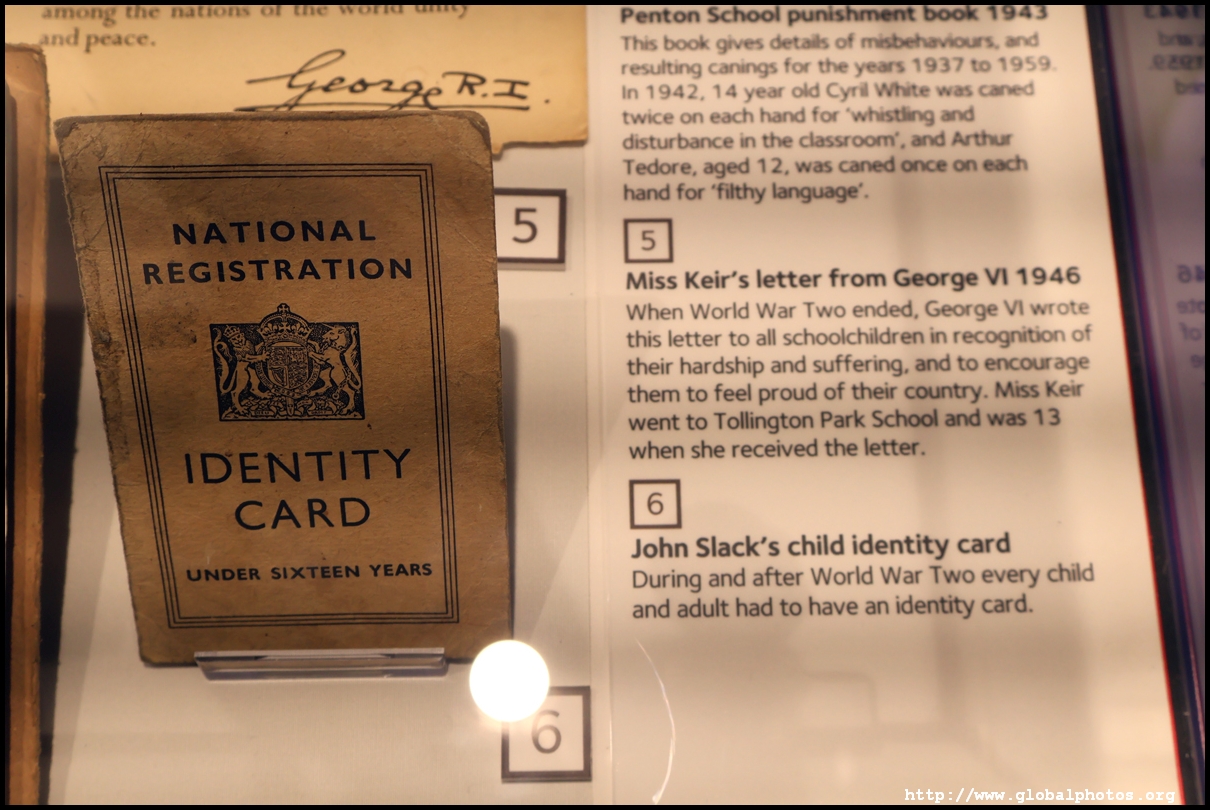 among the nations of the world unity
and peace.
George R.I.
NATIONAL
REGISTRATION
IDENTITY
CARD
UNDER SIXTEEN YEARS
5
6
Penton School punishment book 1943
This book gives details of misbehaviours, and
resulting canings for the years 1937 to 1959.
In 1942, 14 year old Cyril White was caned
twice on each hand for ‘whistling and
disturbance in the classroom’, and Arthur
Tedore, aged 12, was caned once on each
hand for ‘filthy language’.
5
Miss Keir’s letter from George VI 1946
When World War Two ended, George VI wrote
this letter to all schoolchildren in recognition of
their hardship and suffering, and to encourage
them to feel proud of their country. Miss Keir
went to Tollington Park School and was 13
when she received the letter.
6
John Slack’s child identity card
During and after World War Two every child
and adult had to have an identity card.
http://www.globalphotos.org